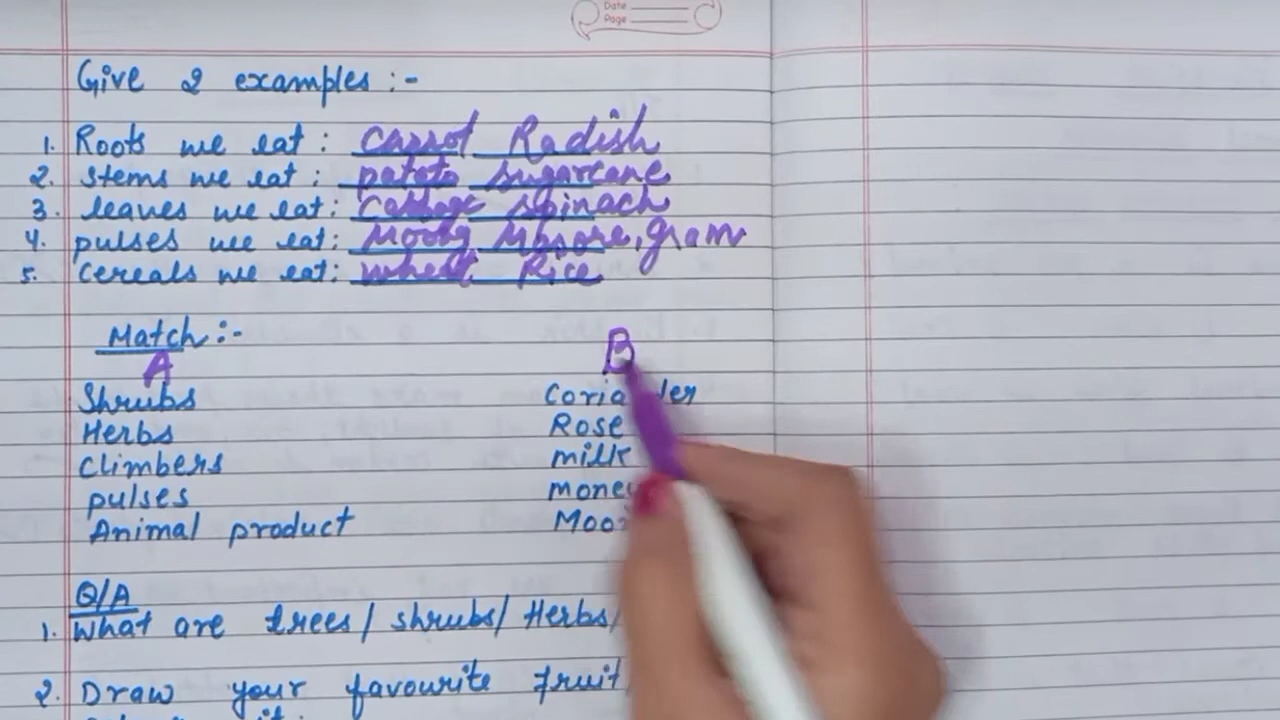 Date
Page
Give 2 examples :-
1. Roots we eat : Carrot Radish
2. stems we eat : potato sugarcane
3. leaves we eat: Cabbage spinach
4. pulses we eat: Moong Masoor, gram
5. Cereals we eat: wheat Rice
Match :-
A B
Shrubs
Herbs Rose
Climbers milk
pulses
Animal product
Q/A
1. What are trees/ shrubs/ Herbs/
2. Draw your favourite fruit